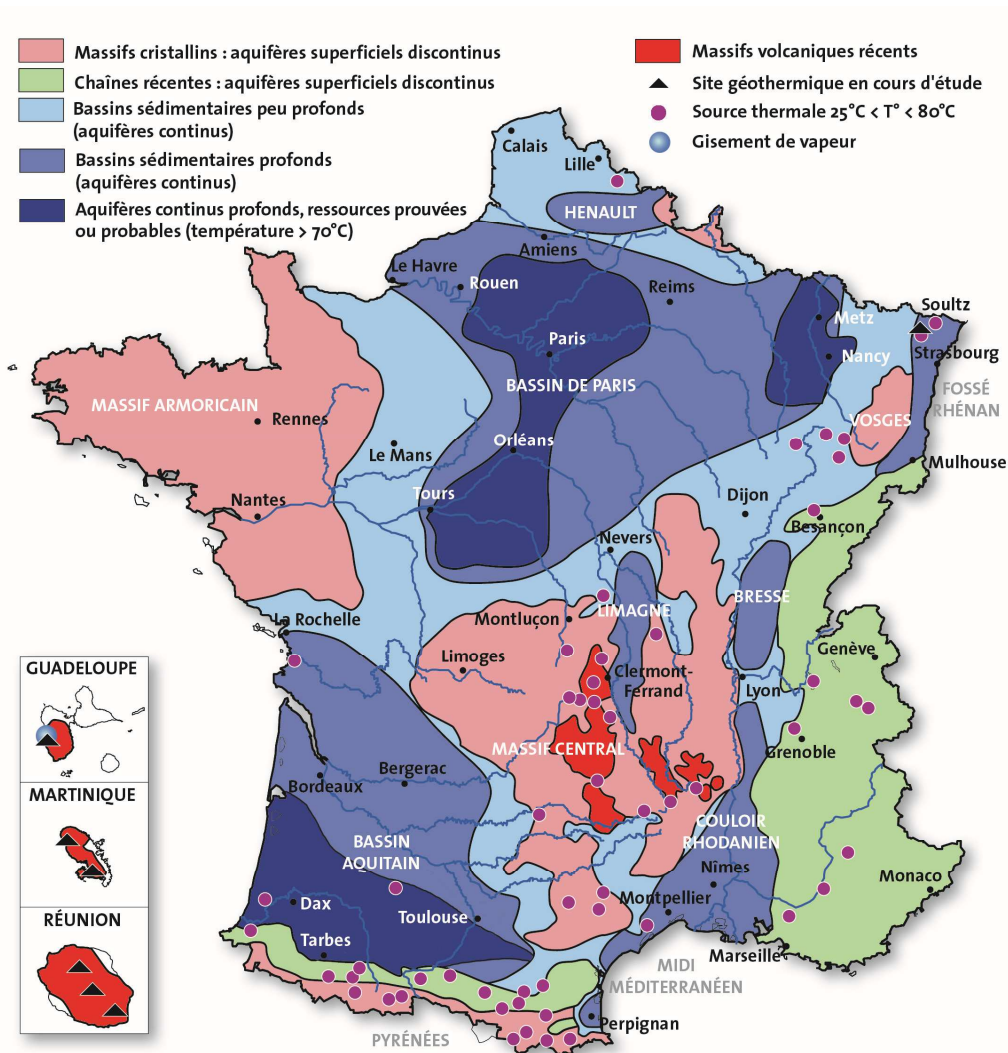 Massifs cristallins : aquifères superficiels discontinus
Chaînes récentes : aquifères superficiels discontinus
Bassins sédimentaires peu profonds
(aquifères continus)
Bassins sédimentaires profonds
(aquifères continus)
Aquifères continus profonds, ressources prouvées
ou probables (température > 70°C)
Massifs volcaniques récents
Site géothermique en cours d'étude
Source thermale 25°C < T° < 80°C
Gisement de vapeur
Calais
Lille
HENAULT
Amiens
Le Havre
Rouen
Reims
Soultz
Metz
Paris
Strasbourg
Nancy
BASSIN DE PARIS
FOSSÉ
RHÉNAN
MASSIF ARMORICAIN
Rennes
VOSGES
Orléans
Le Mans
Mulhouse
Tours
Nantes
Dijon
Besançon
Nevers
BRESSE
LIMAGNE
La Rochelle
Montluçon
Genève
Limoges
Clermont-
Ferrand
Lyon
GUADELOUPE
Grenoble
MASSIF CENTRAL
Bergerac
Bordeaux
MARTINIQUE
COULOIR
RHODANIEN
BASSIN
AQUITAIN
Nîmes
Monaco
Montpellier
Dax
Toulouse
RÉUNION
Tarbes
Marseille
MIDI
MÉDITERRANÉEN
Perpignan
PYRÉNÉES